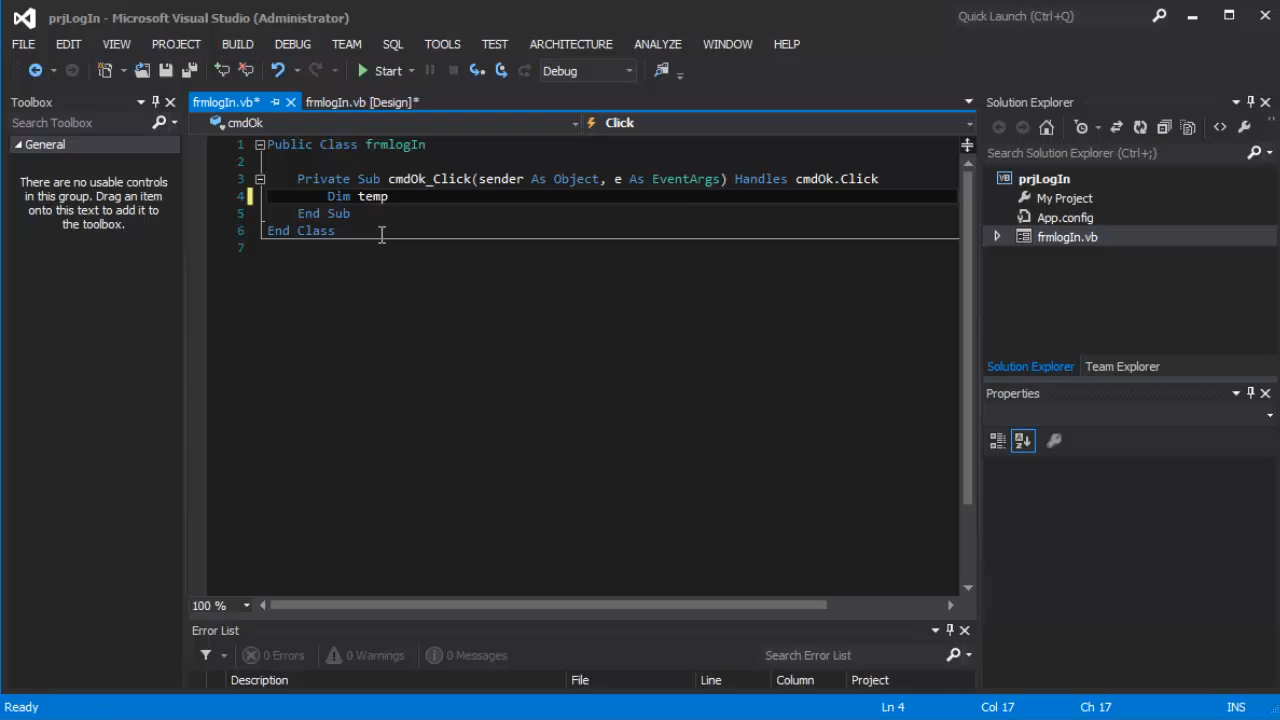 prjLogIn - Microsoft Visual Studio (Administrator)
Quick Launch (Ctrl+Q)
FILE EDIT VIEW PROJECT BUILD DEBUG TEAM SQL TOOLS TEST ARCHITECTURE ANALYZE WINDOW HELP
Start Debug
Toolbox
Search Toolbox
General
There are no usable controls
in this group. Drag an item
onto this text to add it to
the toolbox.
frmlogIn.vb* frmlogIn.vb [Design]*
cmdOk Click
1 Public Class frmlogIn
2
3 Private Sub cmdOk_Click(sender As Object, e As EventArgs) Handles cmdOk.Click
4 Dim temp
5 End Sub
6 End Class
7
100 %
Error List
0 Errors 0 Warnings 0 Messages Search Error List
Description File Line Column Project
Solution Explorer
Search Solution Explorer (Ctrl+;)
VB prjLogIn
My Project
App.config
frmlogIn.vb
Solution Explorer Team Explorer
Properties
Ready Ln 4 Col 17 Ch 17 INS